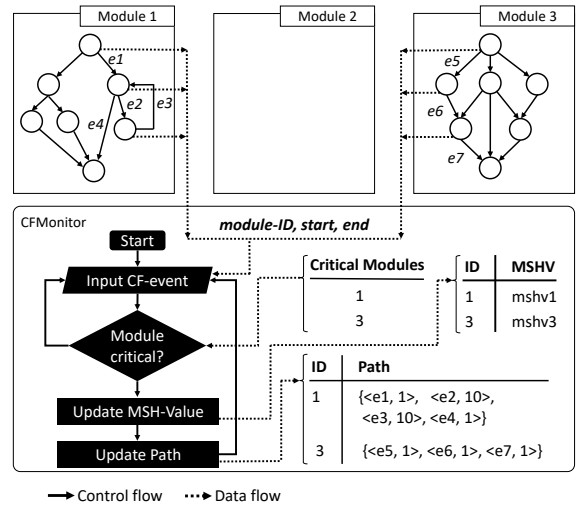 Module 1
Module 2
Module 3
e1
e2
e3
e4
e5
e6
e7
CFMonitor
module-ID, start, end
Start
Input CF-event
Module
critical?
Update MSH-Value
Update Path
Critical Modules
1
3
ID MSHV
1 mshv1
3 mshv3
ID Path
1 {<e1, 1>, <e2, 10>,
<e3, 10>, <e4, 1>}
3 {<e5, 1>, <e6, 1>, <e7, 1>}
Control flow
Data flow